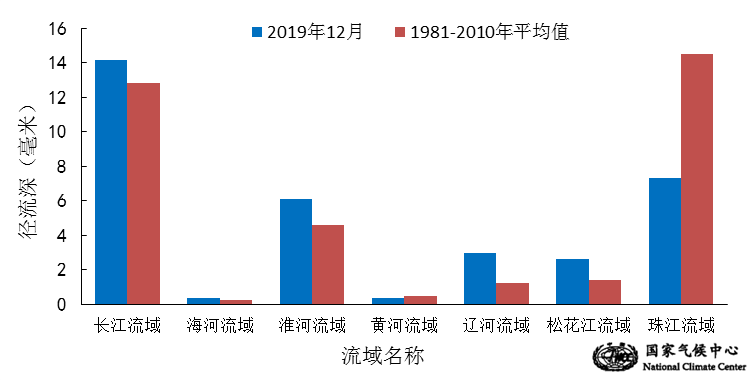 2019年12月 1981-2010年平均值
16
14
12
10
8
6
4
2
0
径流深（毫米）
长江流域 海河流域 淮河流域 黄河流域 辽河流域 松花江流域 珠江流域
流域名称
国家气候中心
National Climate Center